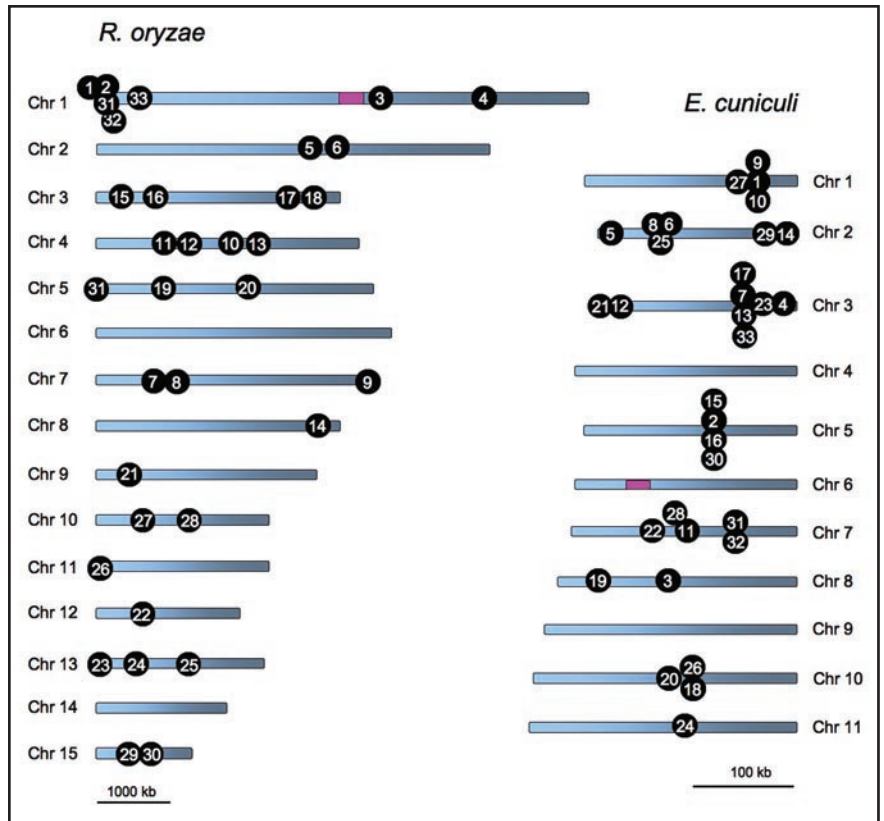 R. oryzae
Chr 1
1 2 31 32 33 3 4
Chr 2
5 6
Chr 3
15 16 17 18
Chr 4
11 12 10 13
Chr 5
31 19 20
Chr 6
Chr 7
7 8 9
Chr 8
14
Chr 9
21
Chr 10
27 28
Chr 11
26
Chr 12
22
Chr 13
23 24 25
Chr 14
Chr 15
29 30
1000 kb
E. cuniculi
9
27 1
10
Chr 1
5 8 6 25 29 14
Chr 2
17
7
21 12 13 23 4
33
Chr 3
Chr 4
15
2
16
30
Chr 5
Chr 6
28
22 11 31
32
Chr 7
19 3
Chr 8
Chr 9
26
20 18
Chr 10
24
Chr 11
100 kb